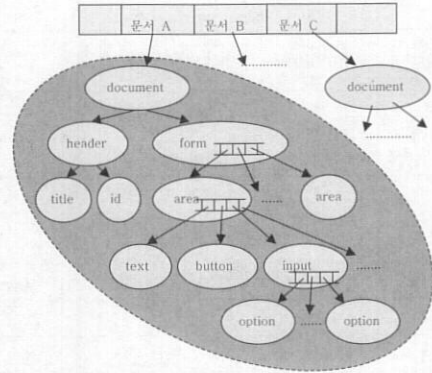 문서 A 문서 B 문서 C
document
document
header
form
title
id
area
area
text
button
input
option
option